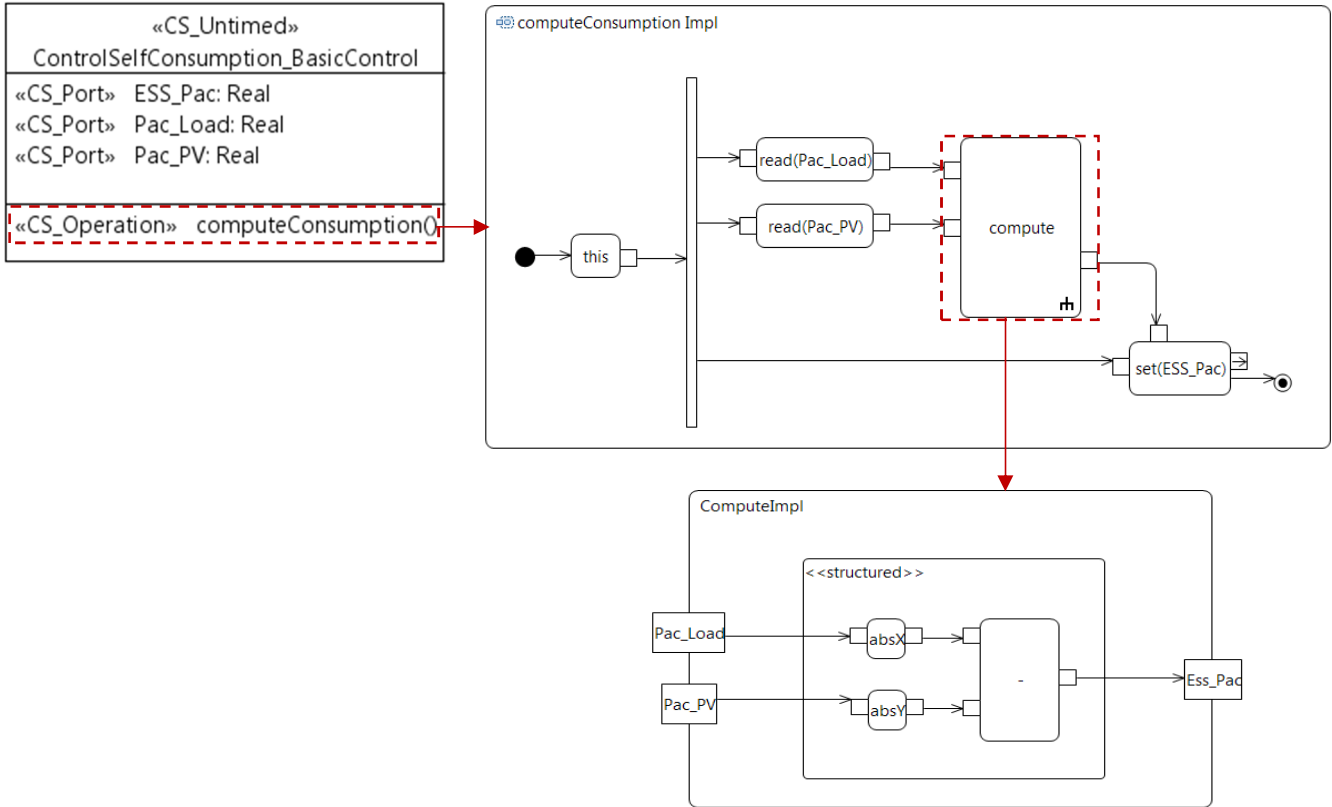 «CS_Untimed»
ControlSelfConsumption_BasicControl
«CS_Port» ESS_Pac: Real
«CS_Port» Pac_Load: Real
«CS_Port» Pac_PV: Real
«CS_Operation» computeConsumption()
computeConsumption Impl
read(Pac_Load)
read(Pac_PV)
compute
this
set(ESS_Pac)
ComputeImpl
<<structured>>
Pac_Load
absX
-
Ess_Pac
Pac_PV
absY